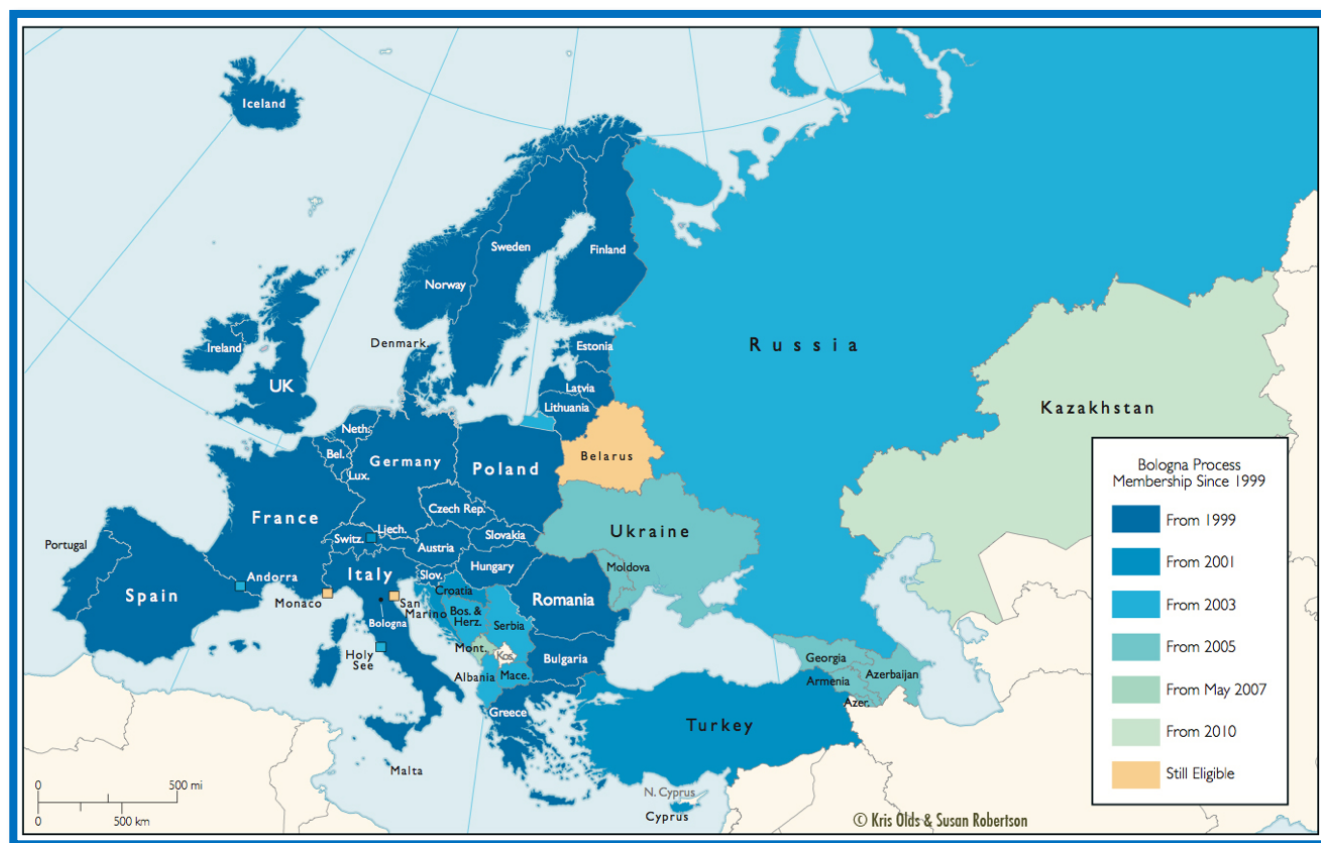 Iceland
Sweden
Finland
Norway
Russia
Denmark.
Estonia
Ireland
Latvia
UK
Lithuania
Kazakhstan
Neth.
Bel.
Germany
Poland
Belarus
Lux.
Czech Rep.
France
Ukraine
Liech.
Switz.
Slovakia
Austria
Portugal
Hungary
Moldova
Andorra
Italy
Slov.
Croatia
Spain
Monaco
San
Marino
Romania
Bos. &
Herz.
Serbia
Bologna
Mont.
Kos.
Holy
See
Bulgaria
Georgia
Albania
Mace.
Armenia
Azerbaijan
Azer.
Greece
Turkey
Malta
N. Cyprus
Cyprus
0
500 mi
0
500 km
© Kris Olds & Susan Robertson
Bologna Process
Membership Since 1999
From 1999
From 2001
From 2003
From 2005
From May 2007
From 2010
Still Eligible